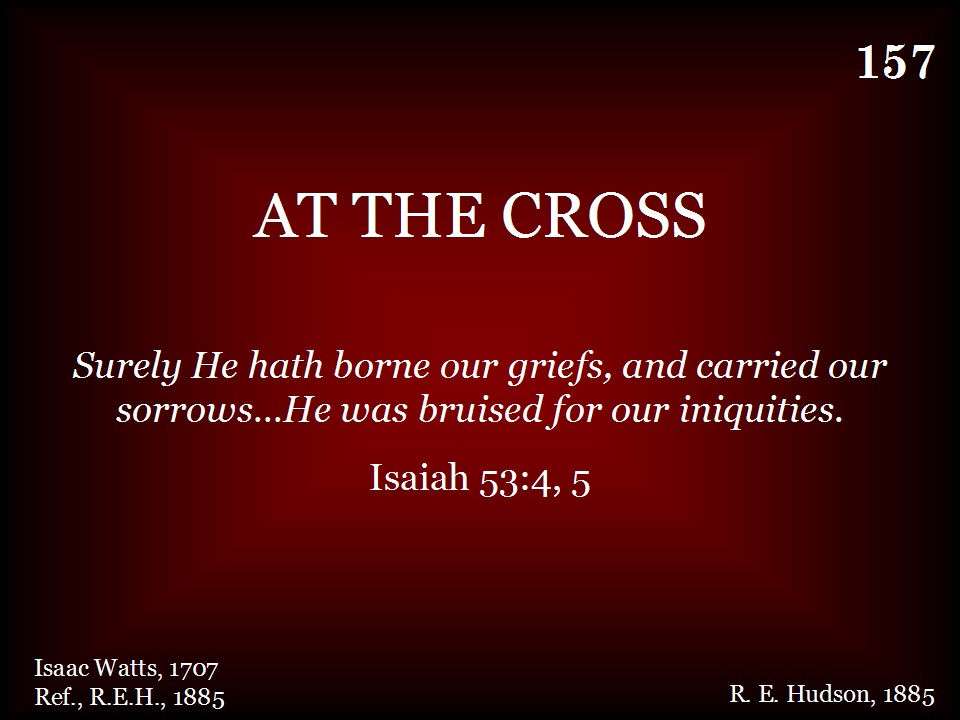 157
AT THE CROSS
Surely He hath borne our griefs, and carried our
sorrows...He was bruised for our iniquities.
Isaiah 53:4, 5
Isaac Watts, 1707
Ref., R.E.H., 1885
R. E. Hudson, 1885